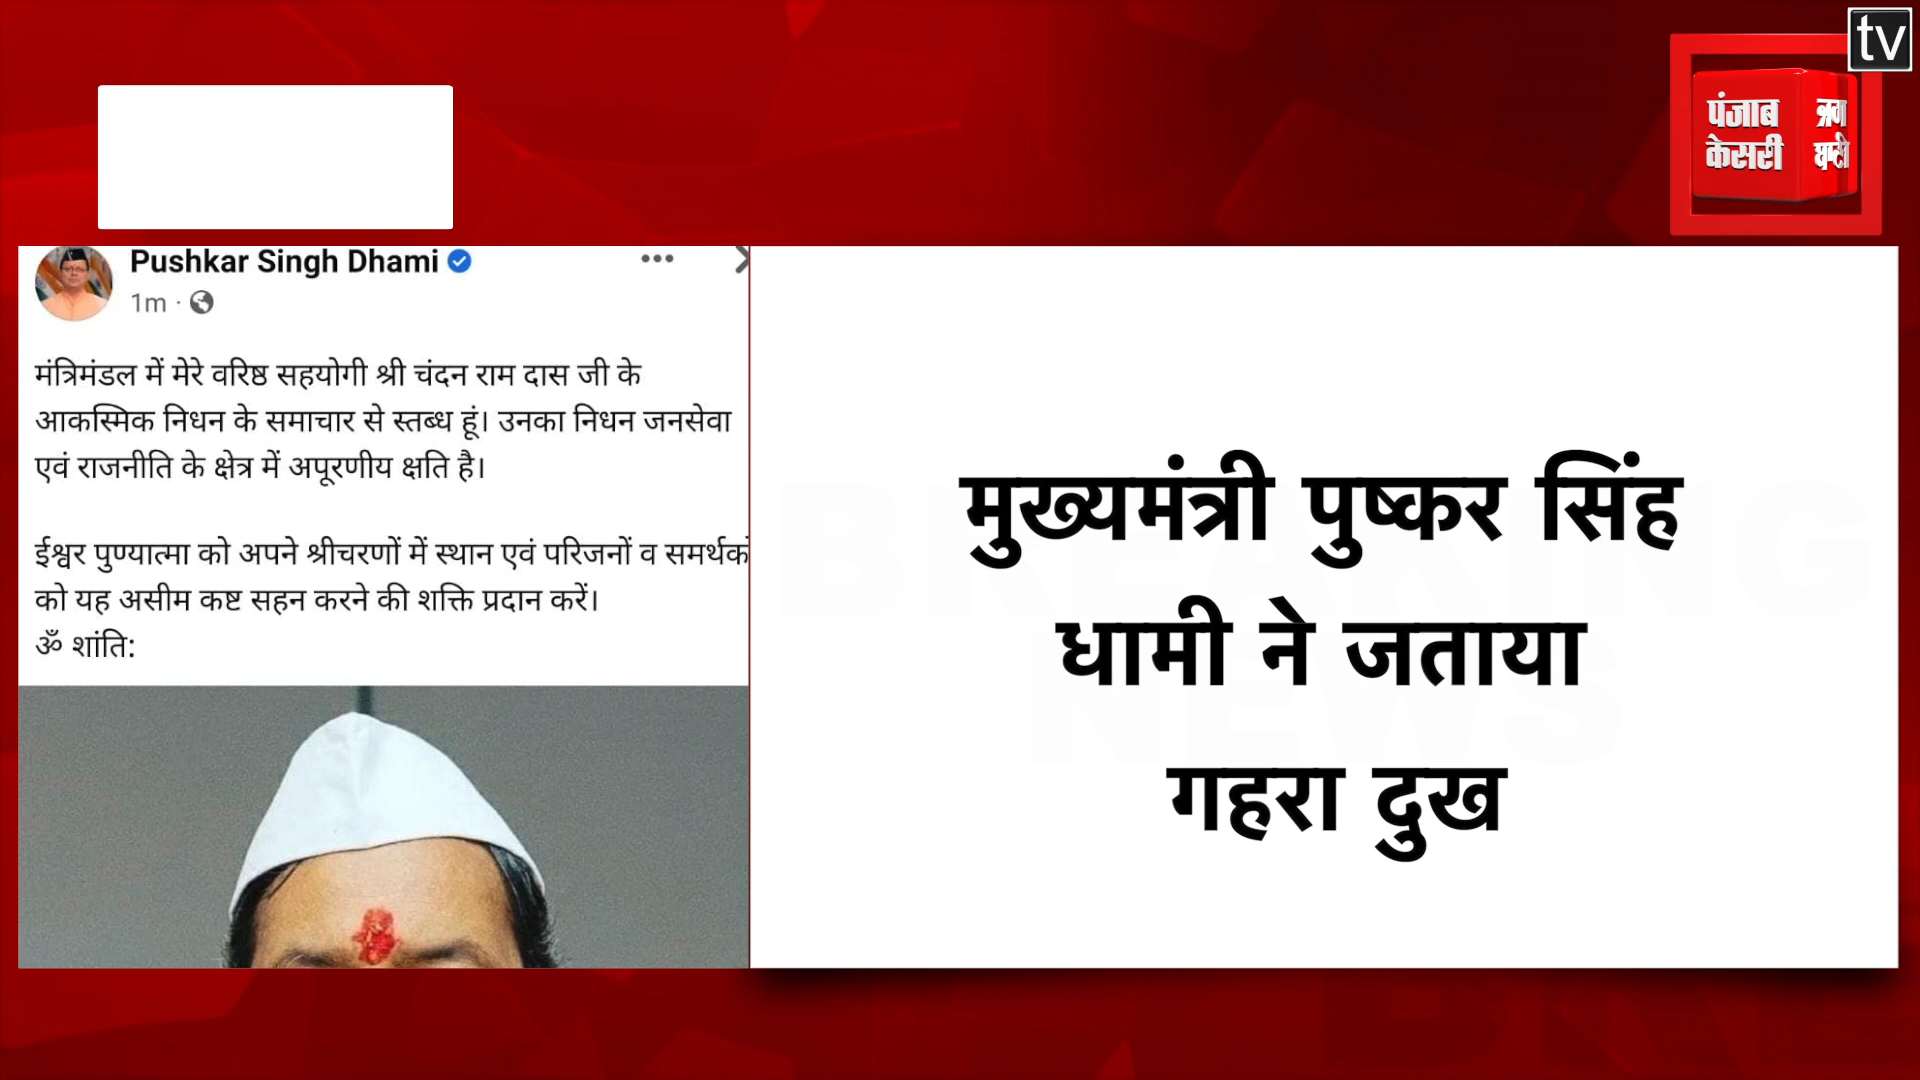 tv
पंजाब
केसरी
Pushkar Singh Dhami
1m ·
मंत्रिमंडल में मेरे वरिष्ठ सहयोगी श्री चंदन राम दास जी के
आकस्मिक निधन के समाचार से स्तब्ध हूं। उनका निधन जनसेवा
एवं राजनीति के क्षेत्र में अपूरणीय क्षति है।
ईश्वर पुण्यात्मा को अपने श्रीचरणों में स्थान एवं परिजनों व
को यह असीम कष्ट सहन करने की शक्ति प्रदान करें।
ॐ शांति:
मुख्यमंत्री पुष्कर सिंह
धामी ने जताया
गहरा दुख
BREAKING
NEWS